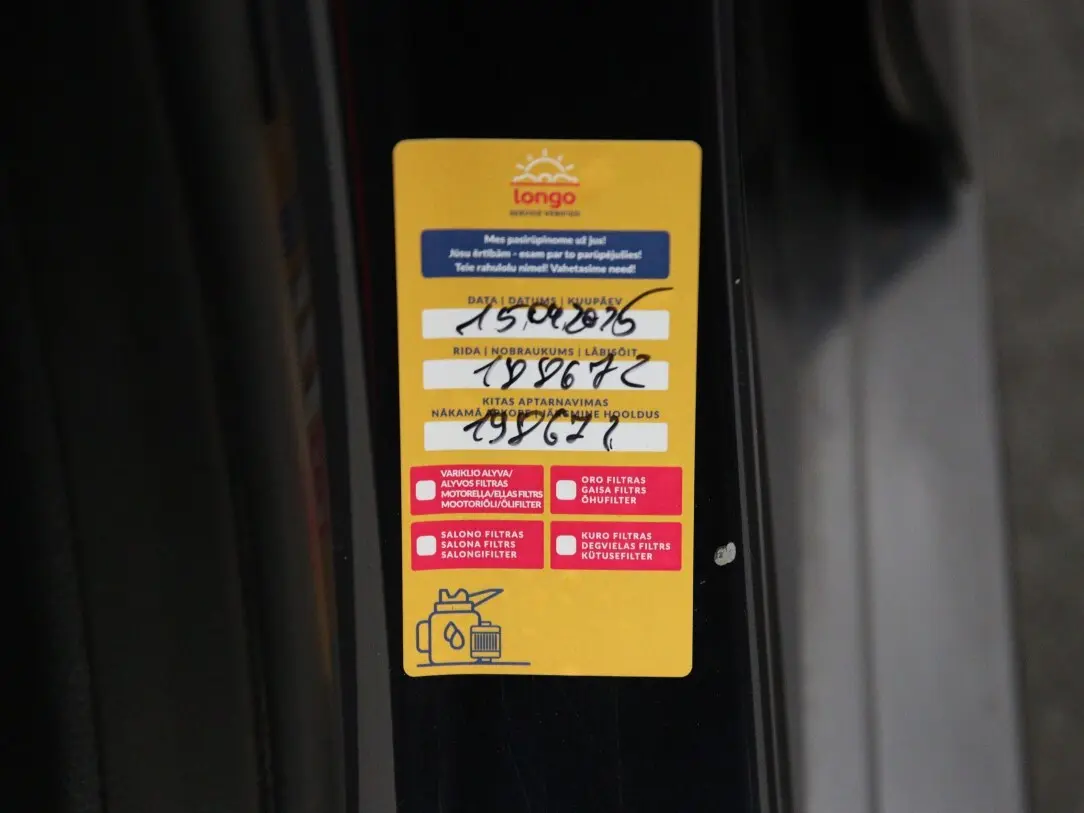 longo
SERVICE VERIFIED
Mes pasirūpinome už jus!
Jūsu ērtībām - esam par to parūpējušies!
Teie rahulolu nimel! Vahetasime need!
DATA | DATUMS | KUUPÄEV
15.04.2026
RIDA | NOBRAUKUMS | LÄBISÕIT
188672
KITAS APTARNAVIMAS
NĀKAMĀ APKOPE | JÄRGMINE HOOLDUS
198672
VARIKLIO ALYVA/
ALYVOS FILTRAS
MOTOREĻĻA/EĻĻAS FILTRS
MOOTORIÕLI/ÕLIFILTER
ORO FILTRAS
GAISA FILTRS
ÕHUFILTER
SALONO FILTRAS
SALONA FILTRS
SALONGIFILTER
KURO FILTRAS
DEGVIELAS FILTRS
KÜTUSEFILTER